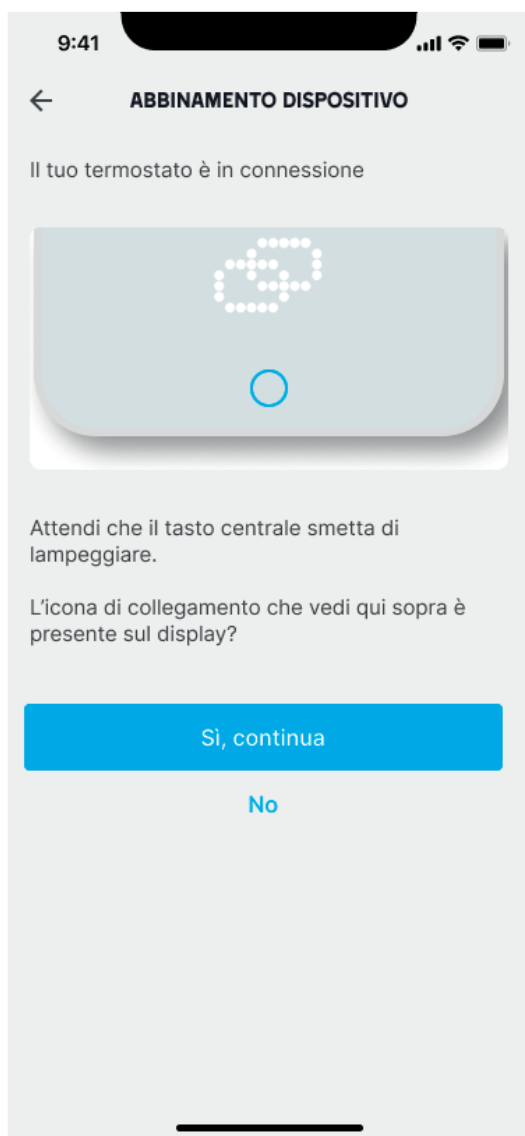 9:41
ABBINAMENTO DISPOSITIVO
Il tuo termostato è in connessione
Attendi che il tasto centrale smetta di
lampeggiare.
L’icona di collegamento che vedi qui sopra è
presente sul display?
Sì, continua
No